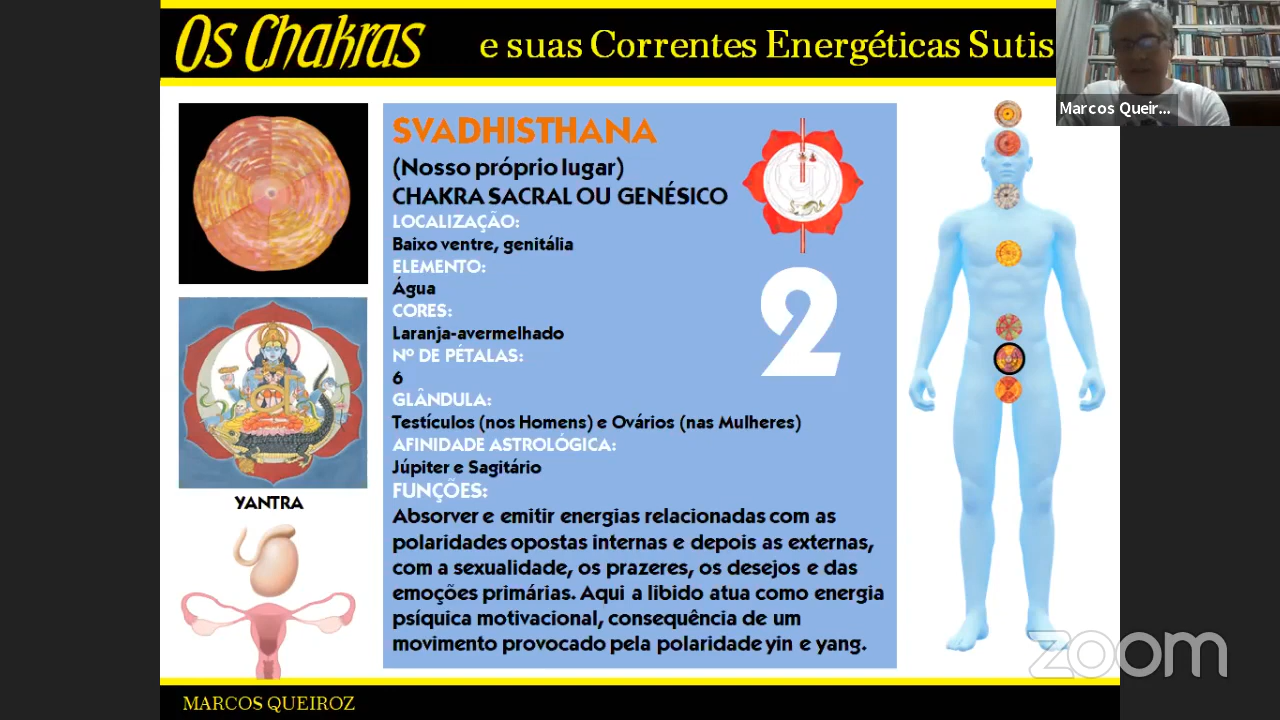 Os Chakras e suas Correntes Energéticas Sutis
Marcos Queir...
SVADHISTHANA
(Nosso próprio lugar)
CHAKRA SACRAL OU GENÉSICO
LOCALIZAÇÃO:
Baixo ventre, genitália
ELEMENTO:
Água
CORES:
Laranja-avermelhado
Nº DE PÉTALAS:
6
GLÂNDULA:
Testículos (nos Homens) e Ovários (nas Mulheres)
AFINIDADE ASTROLÓGICA:
Júpiter e Sagitário
FUNÇÕES:
Absorver e emitir energias relacionadas com as
polaridades opostas internas e depois as externas,
com a sexualidade, os prazeres, os desejos e das
emoções primárias. Aqui a libido atua como energia
psíquica motivacional, consequência de um
movimento provocado pela polaridade yin e yang.
2
वं
YANTRA
zoom
MARCOS QUEIROZ